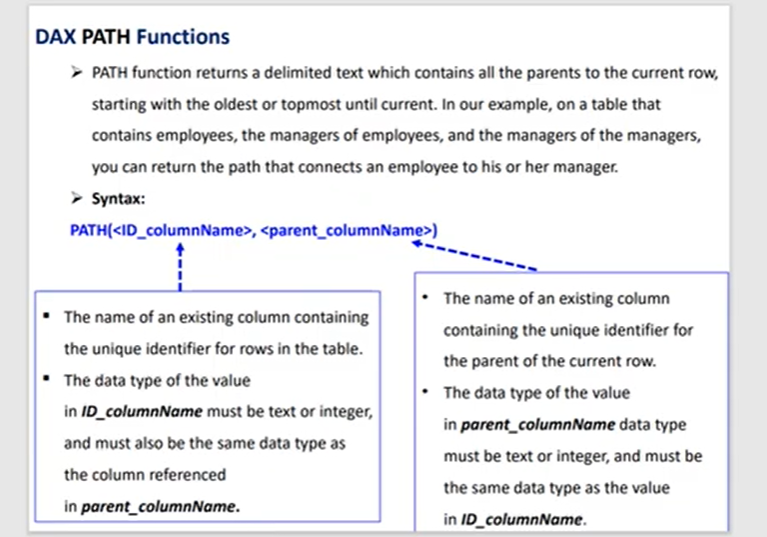 DAX PATH Functions
➢ PATH function returns a delimited text which contains all the parents to the current row,
starting with the oldest or topmost until current. In our example, on a table that
contains employees, the managers of employees, and the managers of the managers,
you can return the path that connects an employee to his or her manager.
➢ Syntax:
PATH(<ID_columnName>, <parent_columnName>)
▪ The name of an existing column containing
the unique identifier for rows in the table.
▪ The data type of the value
in ID_columnName must be text or integer,
and must also be the same data type as
the column referenced
in parent_columnName.
• The name of an existing column
containing the unique identifier for
the parent of the current row.
• The data type of the value
in parent_columnName data type
must be text or integer, and must be
the same data type as the value
in ID_columnName.